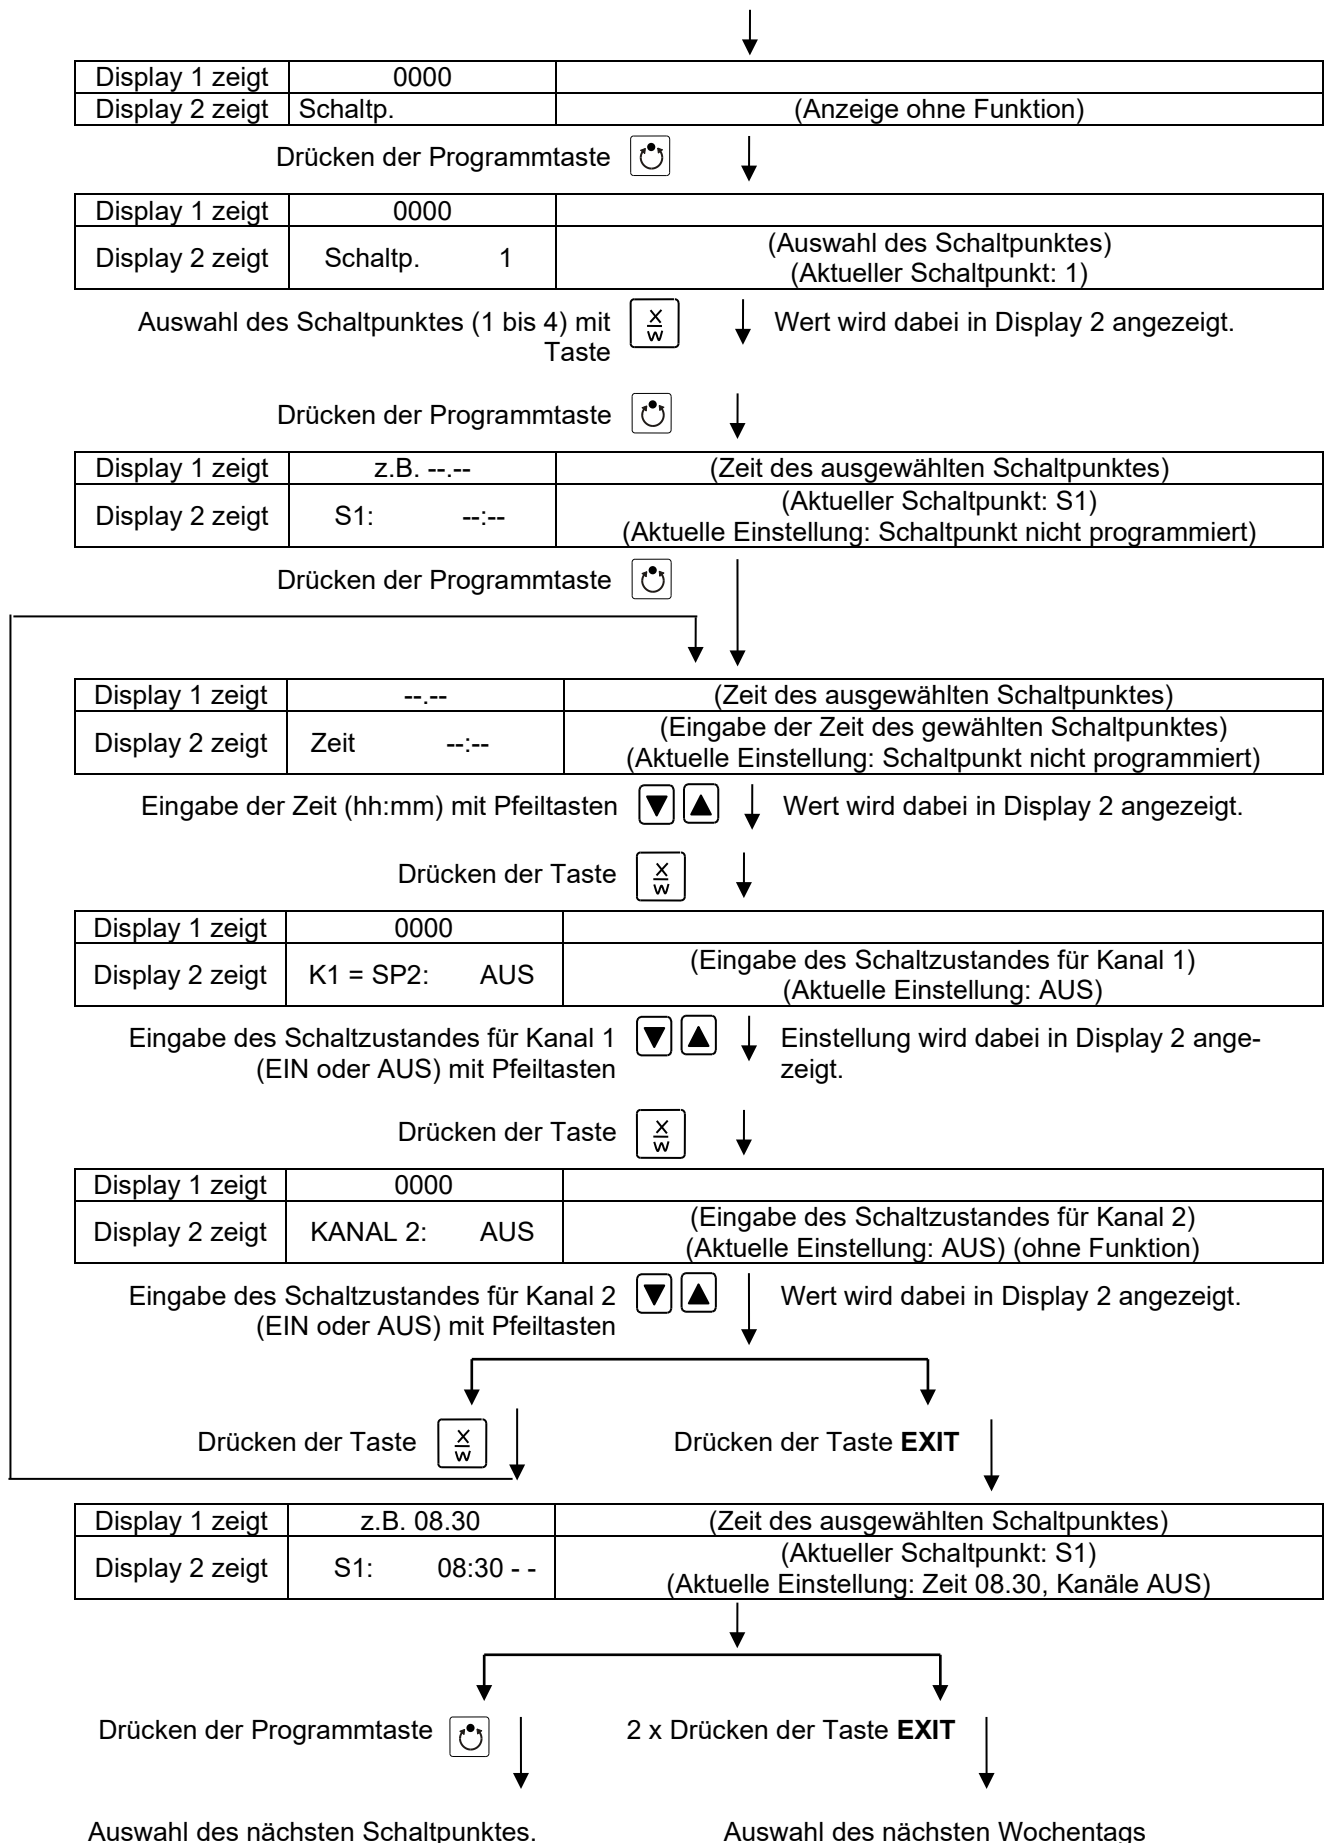 Display 1 zeigt 0000
Display 2 zeigt Schaltp. (Anzeige ohne Funktion)
Drücken der Programmtaste
Display 1 zeigt 0000
Display 2 zeigt Schaltp. 1 (Auswahl des Schaltpunktes)
(Aktueller Schaltpunkt: 1)
Auswahl des Schaltpunktes (1 bis 4) mit X W Wert wird dabei in Display 2 angezeigt.
Taste
Drücken der Programmtaste
Display 1 zeigt z.B. --.-- (Zeit des ausgewählten Schaltpunktes)
Display 2 zeigt S1: --:-- (Aktueller Schaltpunkt: S1)
(Aktuelle Einstellung: Schaltpunkt nicht programmiert)
Drücken der Programmtaste
Display 1 zeigt --.-- (Zeit des ausgewählten Schaltpunktes)
Display 2 zeigt Zeit --:-- (Eingabe der Zeit des gewählten Schaltpunktes)
(Aktuelle Einstellung: Schaltpunkt nicht programmiert)
Eingabe der Zeit (hh:mm) mit Pfeiltasten Wert wird dabei in Display 2 angezeigt.
Drücken der Taste X W
Display 1 zeigt 0000
Display 2 zeigt K1 = SP2: AUS (Eingabe des Schaltzustandes für Kanal 1)
(Aktuelle Einstellung: AUS)
Eingabe des Schaltzustandes für Kanal 1 Einstellung wird dabei in Display 2 ange-
(EIN oder AUS) mit Pfeiltasten zeigt.
Drücken der Taste X W
Display 1 zeigt 0000
Display 2 zeigt KANAL 2: AUS (Eingabe des Schaltzustandes für Kanal 2)
(Aktuelle Einstellung: AUS) (ohne Funktion)
Eingabe des Schaltzustandes für Kanal 2 Wert wird dabei in Display 2 angezeigt.
(EIN oder AUS) mit Pfeiltasten
Drücken der Taste X W Drücken der Taste EXIT
Display 1 zeigt z.B. 08.30 (Zeit des ausgewählten Schaltpunktes)
Display 2 zeigt S1: 08:30 - - (Aktueller Schaltpunkt: S1)
(Aktuelle Einstellung: Zeit 08.30, Kanäle AUS)
Drücken der Programmtaste 2 x Drücken der Taste EXIT
Auswahl des nächsten Schaltpunktes. Auswahl des nächsten Wochentags